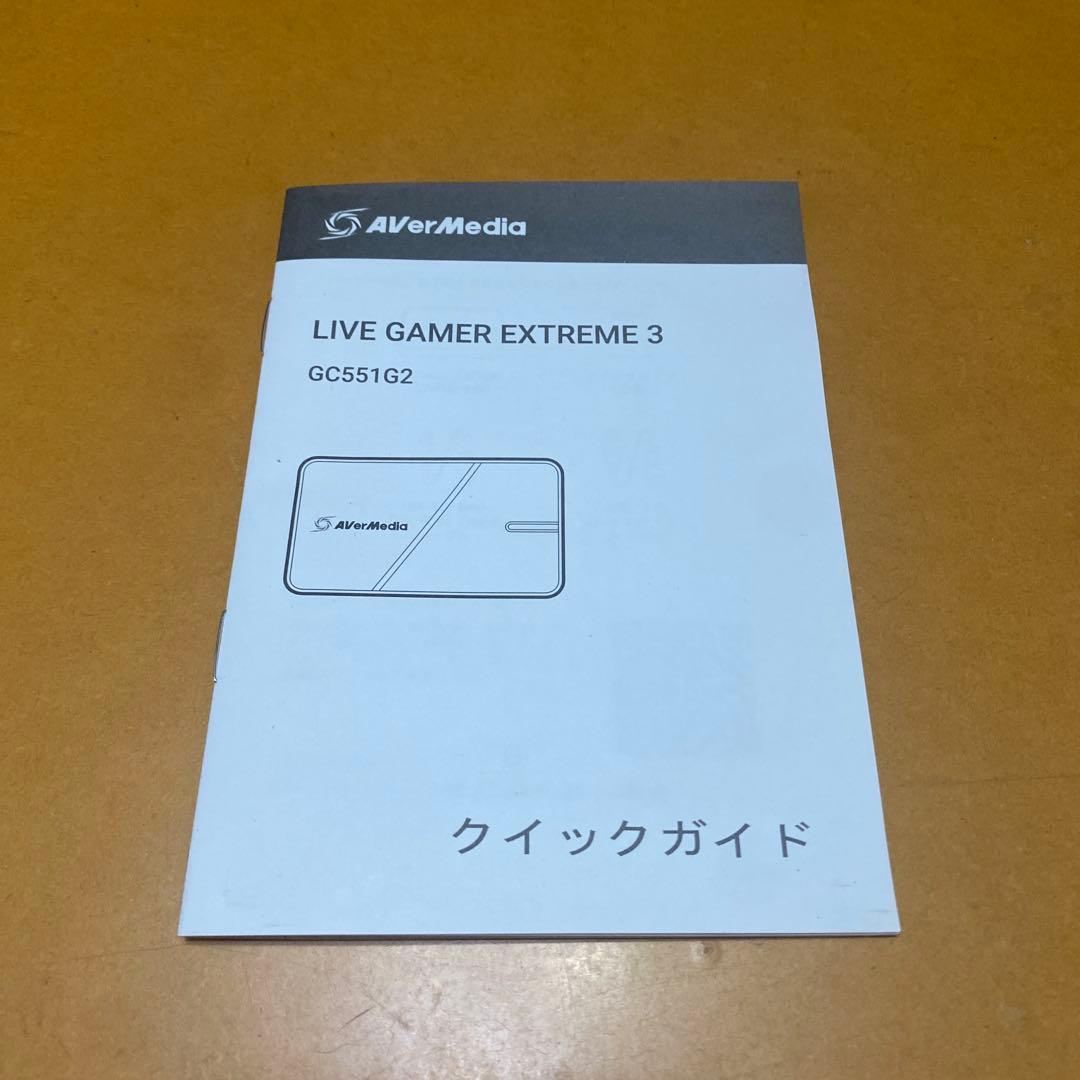 AVerMedia
LIVE GAMER EXTREME 3
GC551G2
AVerMedia
クイックガイド